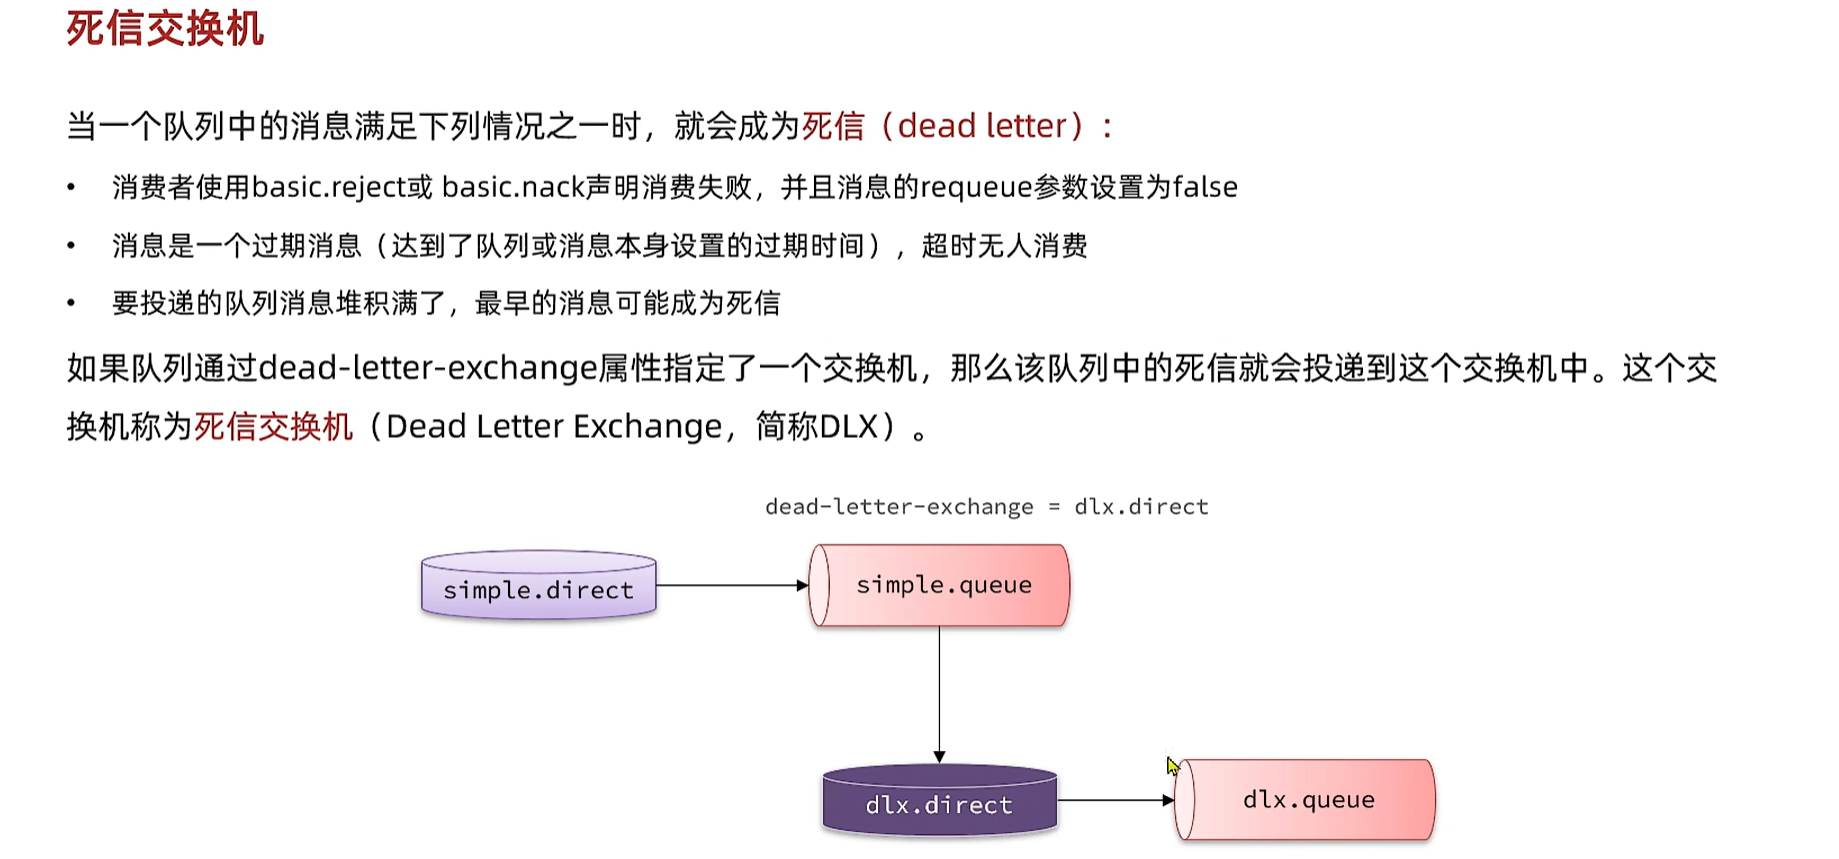 死信交换机
当一个队列中的消息满足下列情况之一时，就会成为死信（dead letter）：
• 消费者使用basic.reject或 basic.nack声明消费失败，并且消息的requeue参数设置为false
• 消息是一个过期消息（达到了队列或消息本身设置的过期时间），超时无人消费
• 要投递的队列消息堆积满了，最早的消息可能成为死信
如果队列通过dead-letter-exchange属性指定了一个交换机，那么该队列中的死信就会投递到这个交换机中。这个交
换机称为死信交换机（Dead Letter Exchange，简称DLX）。
dead-letter-exchange = dlx.direct
simple.direct
simple.queue
dlx.direct
dlx.queue